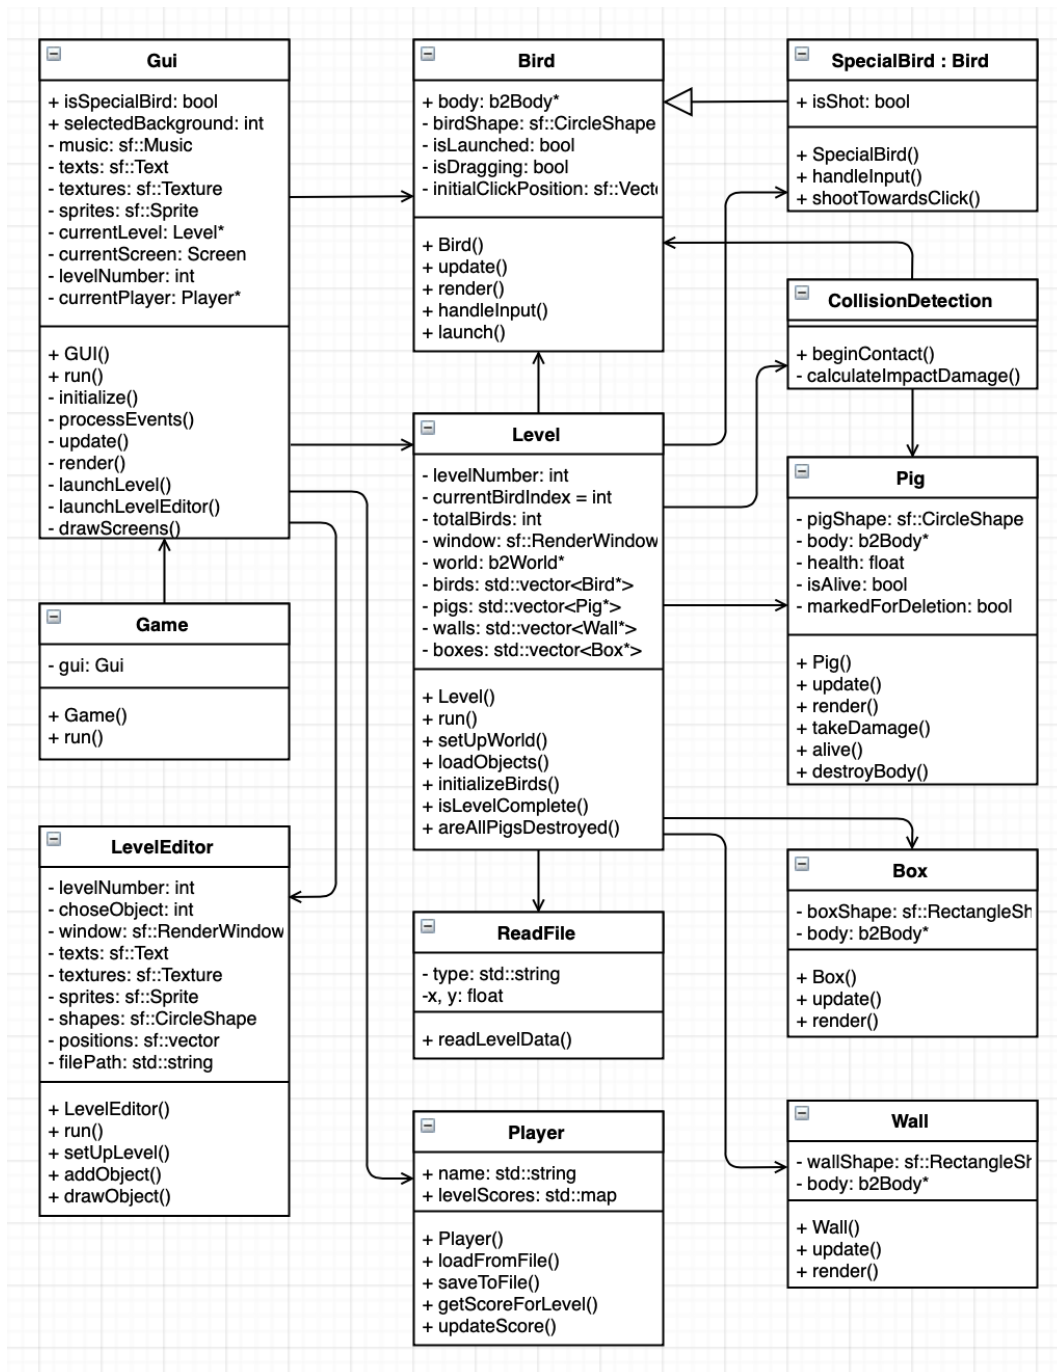 Gui
+ isSpecialBird: bool
+ selectedBackground: int
- music: sf::Music
- texts: sf::Text
- textures: sf::Texture
- sprites: sf::Sprite
- currentLevel: Level*
- currentScreen: Screen
- levelNumber: int
- currentPlayer: Player*
+ GUI()
+ run()
- initialize()
- processEvents()
- update()
- render()
- launchLevel()
- launchLevelEditor()
- drawScreens()
Game
- gui: Gui
+ Game()
+ run()
LevelEditor
- levelNumber: int
- choseObject: int
- window: sf::RenderWindow
- texts: sf::Text
- textures: sf::Texture
- sprites: sf::Sprite
- shapes: sf::CircleShape
- positions: sf::vector
- filePath: std::string
+ LevelEditor()
+ run()
+ setUpLevel()
+ addObject()
+ drawObject()
Bird
+ body: b2Body*
- birdShape: sf::CircleShape
- isLaunched: bool
- isDragging: bool
- initialClickPosition: sf::Vect
+ Bird()
+ update()
+ render()
+ handleInput()
+ launch()
Level
- levelNumber: int
- currentBirdIndex = int
- totalBirds: int
- window: sf::RenderWindow
- world: b2World*
- birds: std::vector<Bird*>
- pigs: std::vector<Pig*>
- walls: std::vector<Wall*>
- boxes: std::vector<Box*>
+ Level()
+ run()
+ setUpWorld()
+ loadObjects()
+ initializeBirds()
+ isLevelComplete()
+ areAllPigsDestroyed()
ReadFile
- type: std::string
-x, y: float
+ readLevelData()
Player
+ name: std::string
+ levelScores: std::map
+ Player()
+ loadFromFile()
+ saveToFile()
+ getScoreForLevel()
+ updateScore()
SpecialBird : Bird
+ isShot: bool
+ SpecialBird()
+ handleInput()
+ shootTowardsClick()
CollisionDetection
+ beginContact()
- calculateImpactDamage()
Pig
- pigShape: sf::CircleShape
- body: b2Body*
- health: float
- isAlive: bool
- markedForDeletion: bool
+ Pig()
+ update()
+ render()
+ takeDamage()
+ alive()
+ destroyBody()
Box
- boxShape: sf::RectangleSh
- body: b2Body*
+ Box()
+ update()
+ render()
Wall
- wallShape: sf::RectangleSh
- body: b2Body*
+ Wall()
+ update()
+ render()